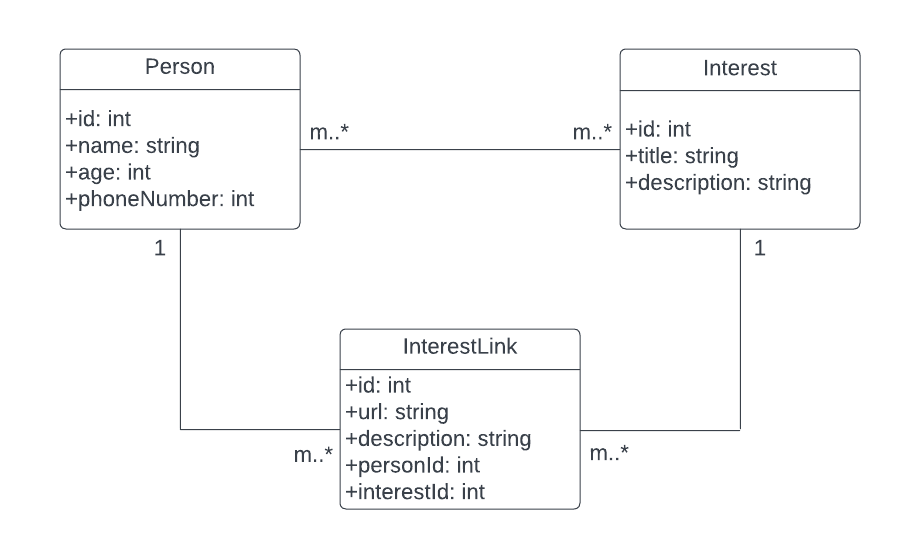 Person
+id: int
+name: string
+age: int
+phoneNumber: int
m..*
m..*
Interest
+id: int
+title: string
+description: string
1
1
InterestLink
+id: int
+url: string
+description: string
+personId: int
+interestId: int
m..*
m..*